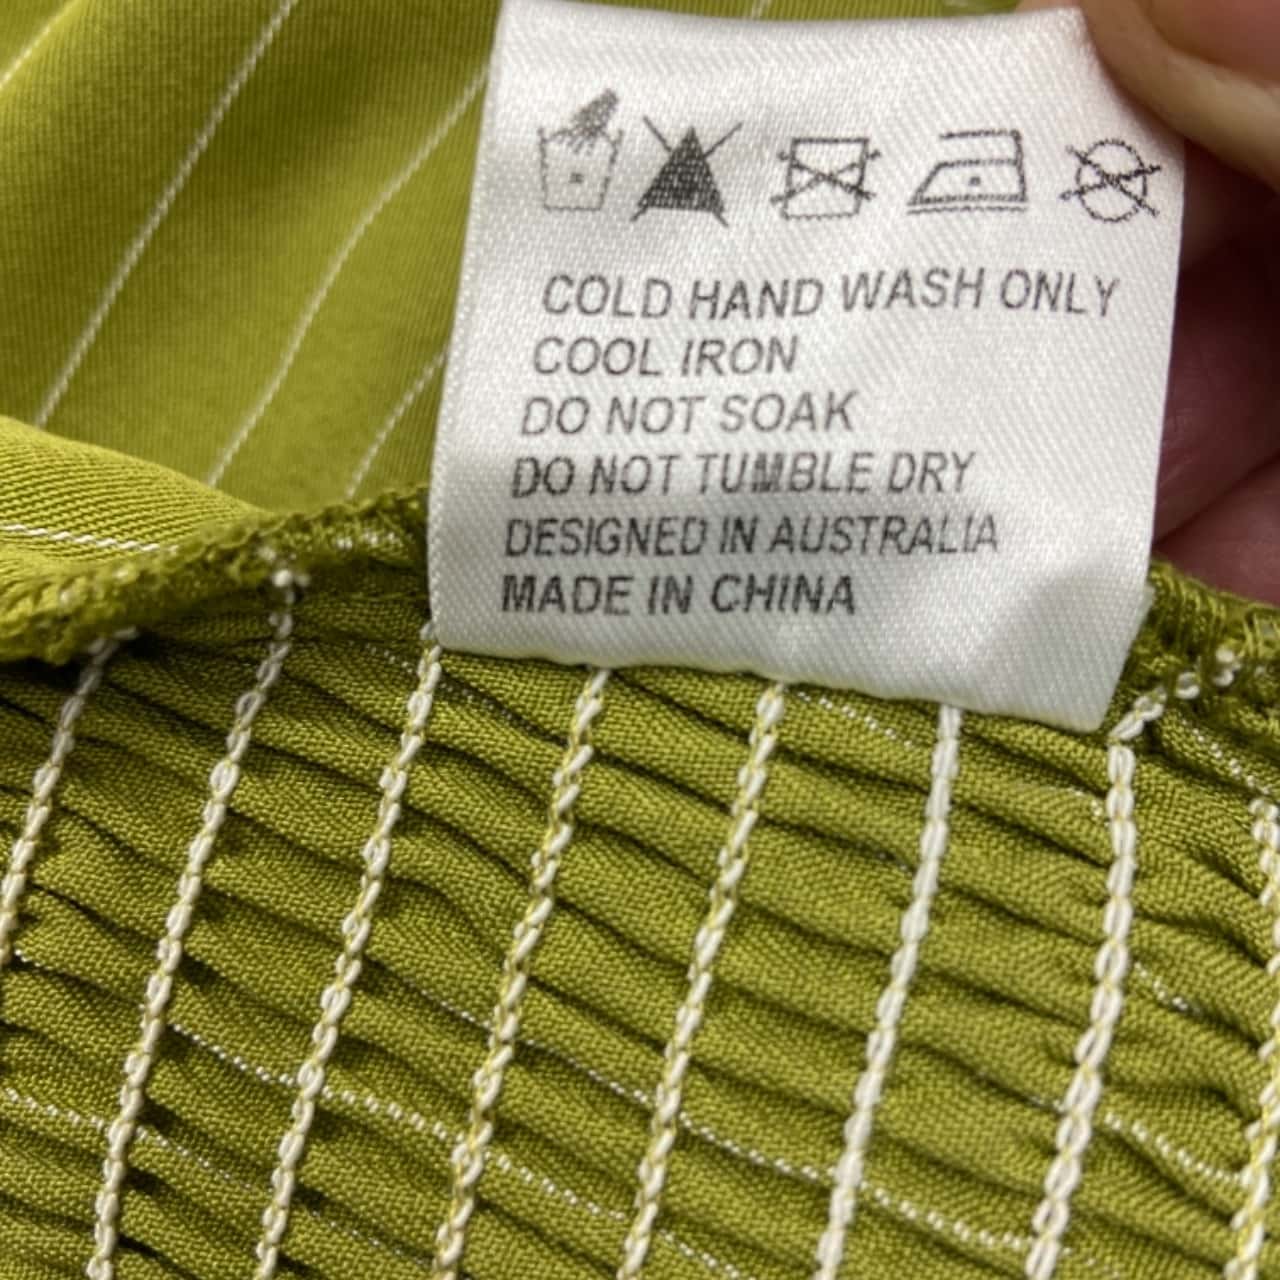 COLD HAND WASH ONLY
COOL IRON
DO NOT SOAK
DO NOT TUMBLE DRY
DESIGNED IN AUSTRALIA
MADE IN CHINA